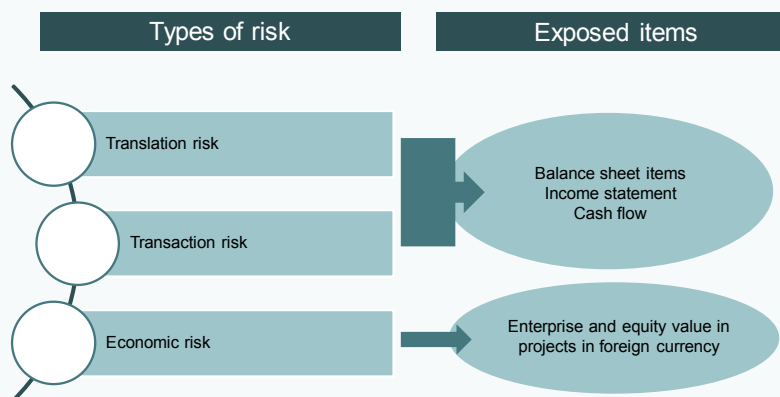 Types of risk
Exposed items
Translation risk
Transaction risk
Economic risk
Balance sheet items
Income statement
Cash flow
Enterprise and equity value in
projects in foreign currency